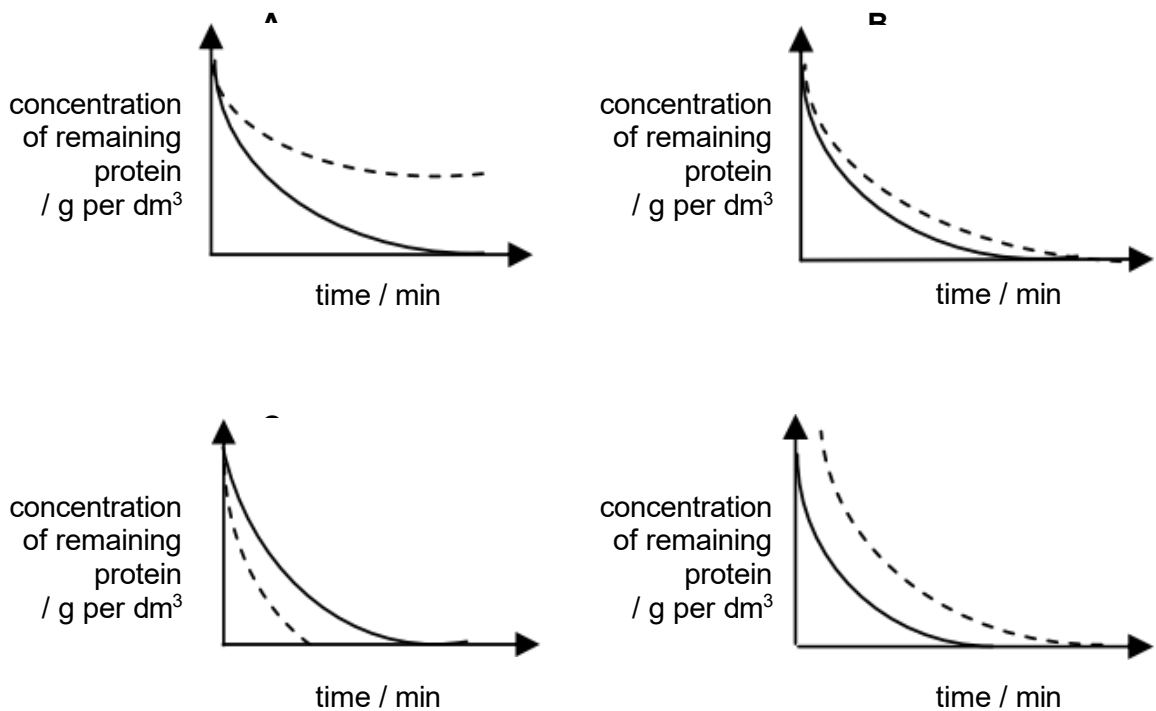 A B
concentration
of remaining
protein
/ g per dm³
time / min
concentration
of remaining
protein
/ g per dm³
time / min
concentration
of remaining
protein
/ g per dm³
time / min
concentration
of remaining
protein
/ g per dm³
time / min